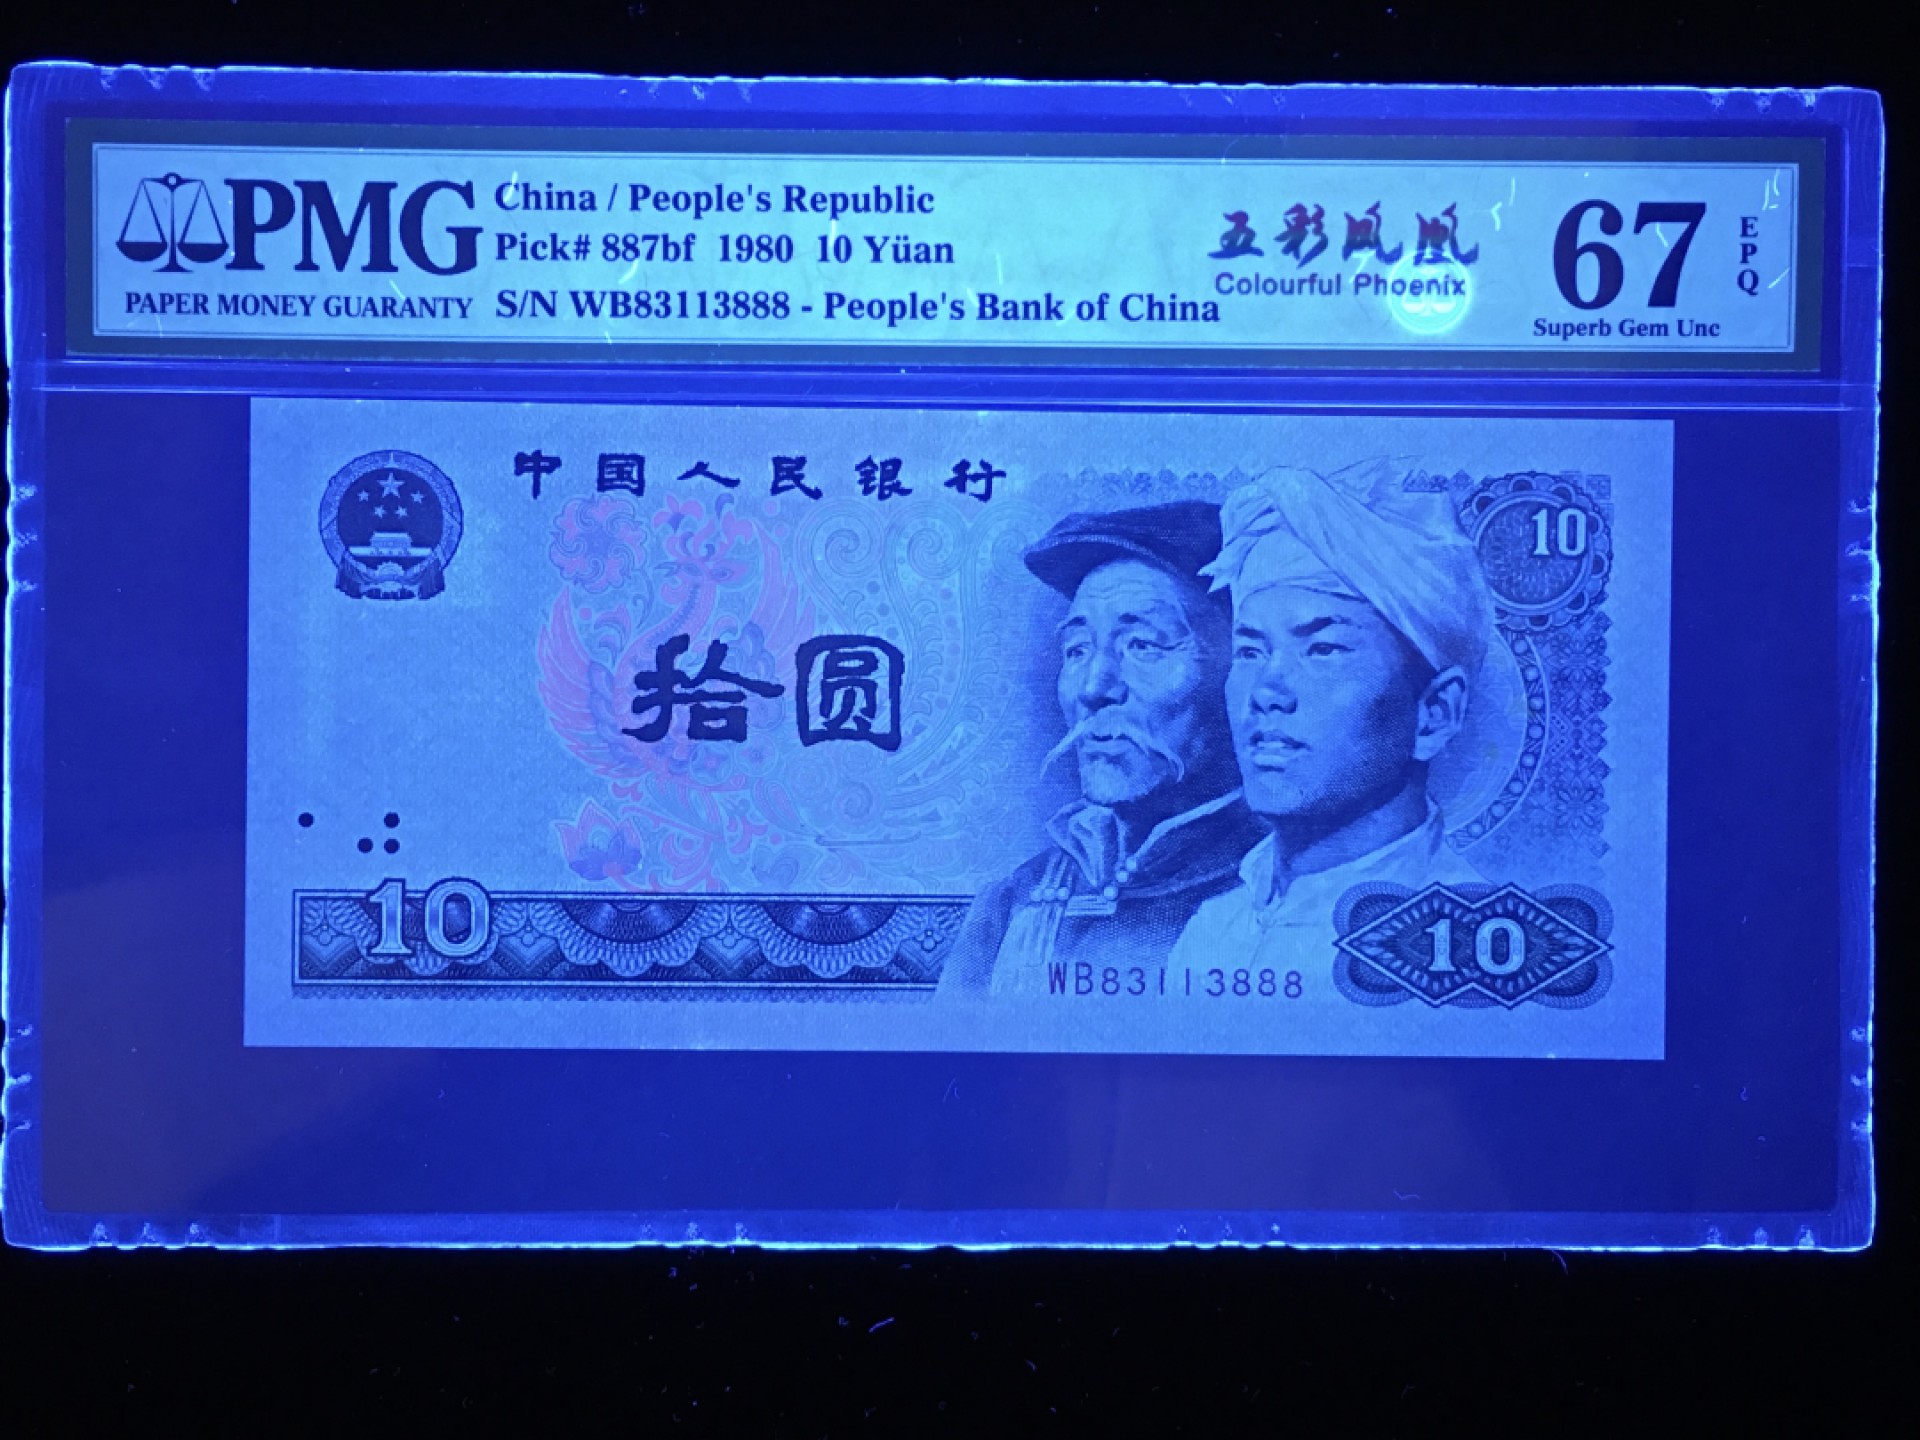 PMG
PAPER MONEY GUARANTY
China / People's Republic
Pick# 887bf 1980 10 Yüan
S/N WB83113888 - People's Bank of China
五彩凤凰
Colourful Phoenix
67
EPQ
Superb Gem Unc
中国人民银行
10
拾圆
10
WB83113888
10